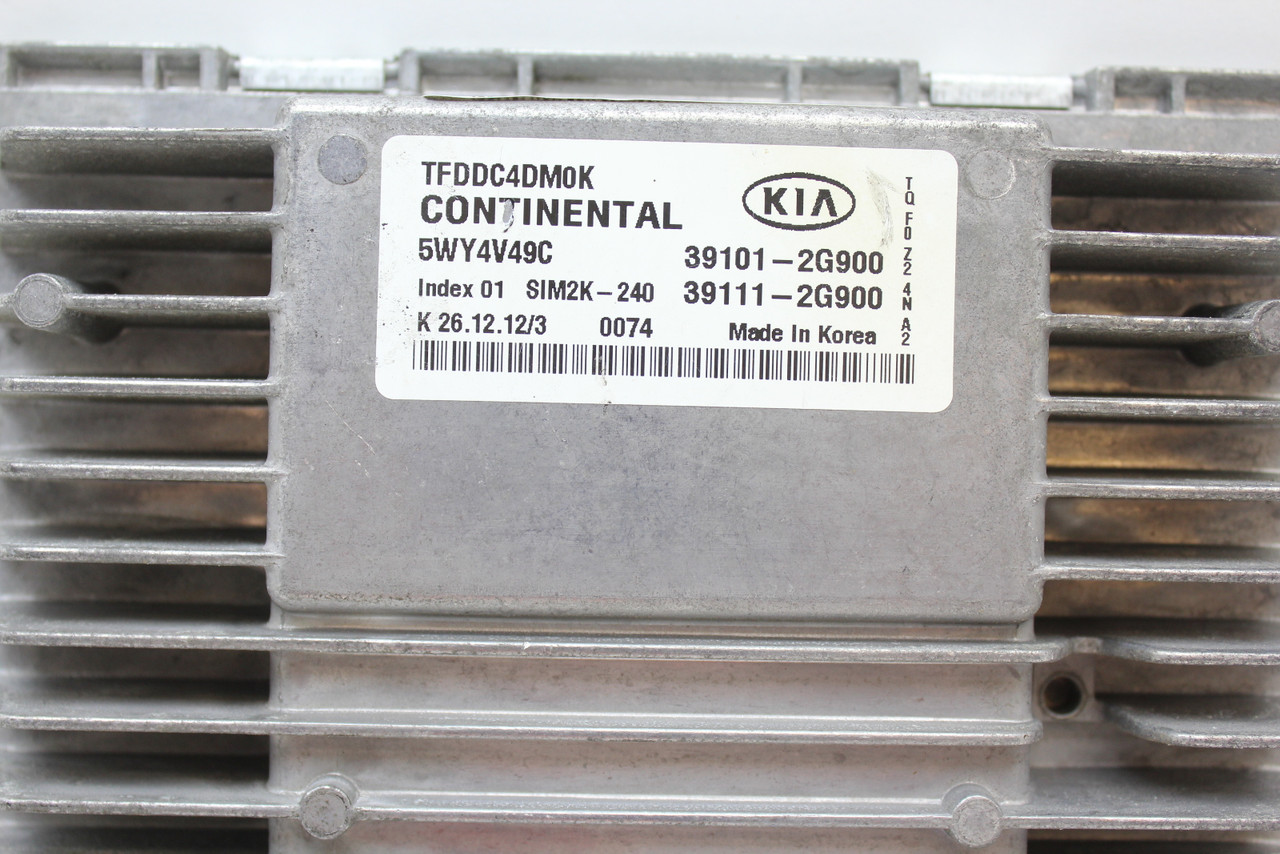 TFDDC4DM0K
CONTINENTAL
KIA
5WY4V49C 39101-2G900
Index 01 SIM2K-240 39111-2G900
K 26.12.12/3 0074 Made In Korea
TQ F0 Z2 4N A2